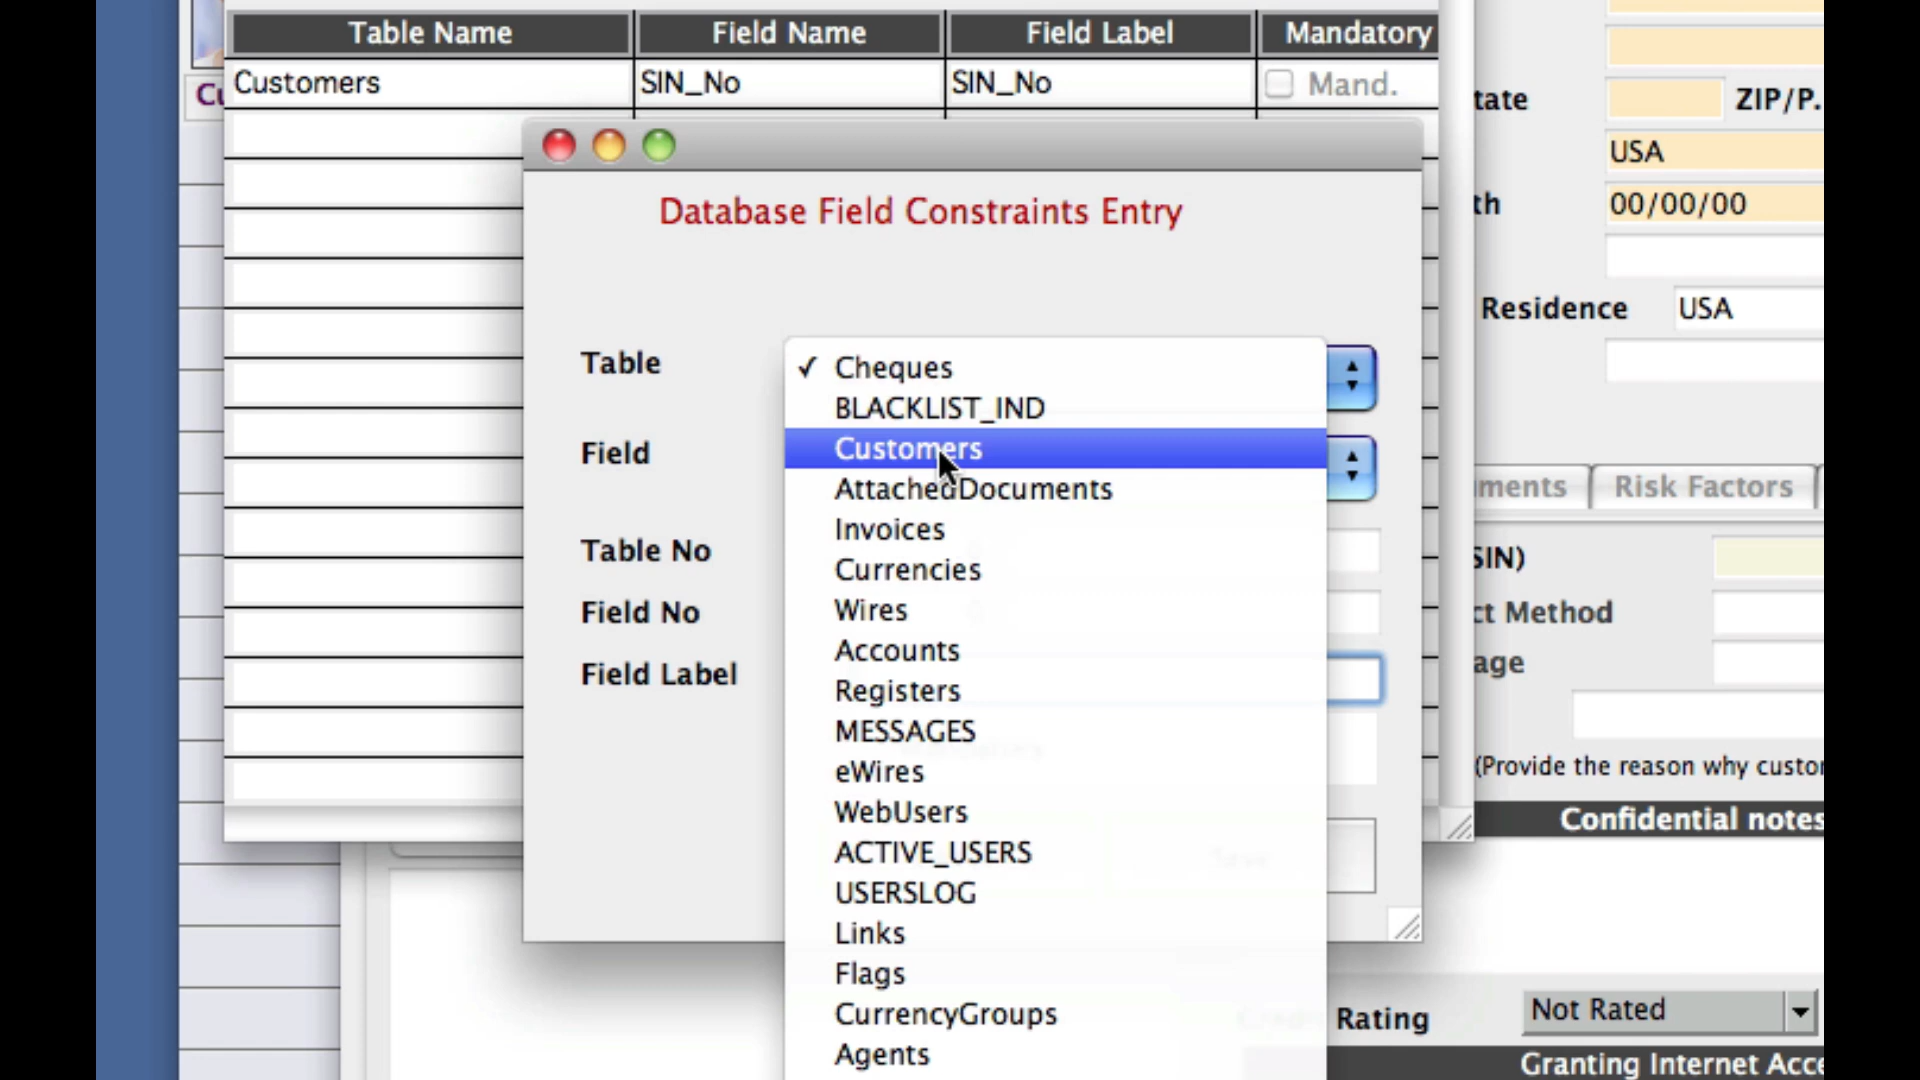 Table Name Field Name Field Label Mandatory
Customers SIN_No SIN_No Mand.
tate ZIP/P.
USA
th 00/00/00
Database Field Constraints Entry
Residence USA
Table
✓ Cheques
BLACKLIST_IND
Field
Customers
AttachedDocuments
ments Risk Factors
Invoices
Table No
SIN)
Currencies
Wires
Field No
ct Method
Accounts
age
Registers
Field Label
MESSAGES
eWires
(Provide the reason why custo
WebUsers
Confidential notes
ACTIVE_USERS
Save
USERSLOG
Links
Flags
CurrencyGroups
Rating Not Rated
Agents
Granting Internet Acce